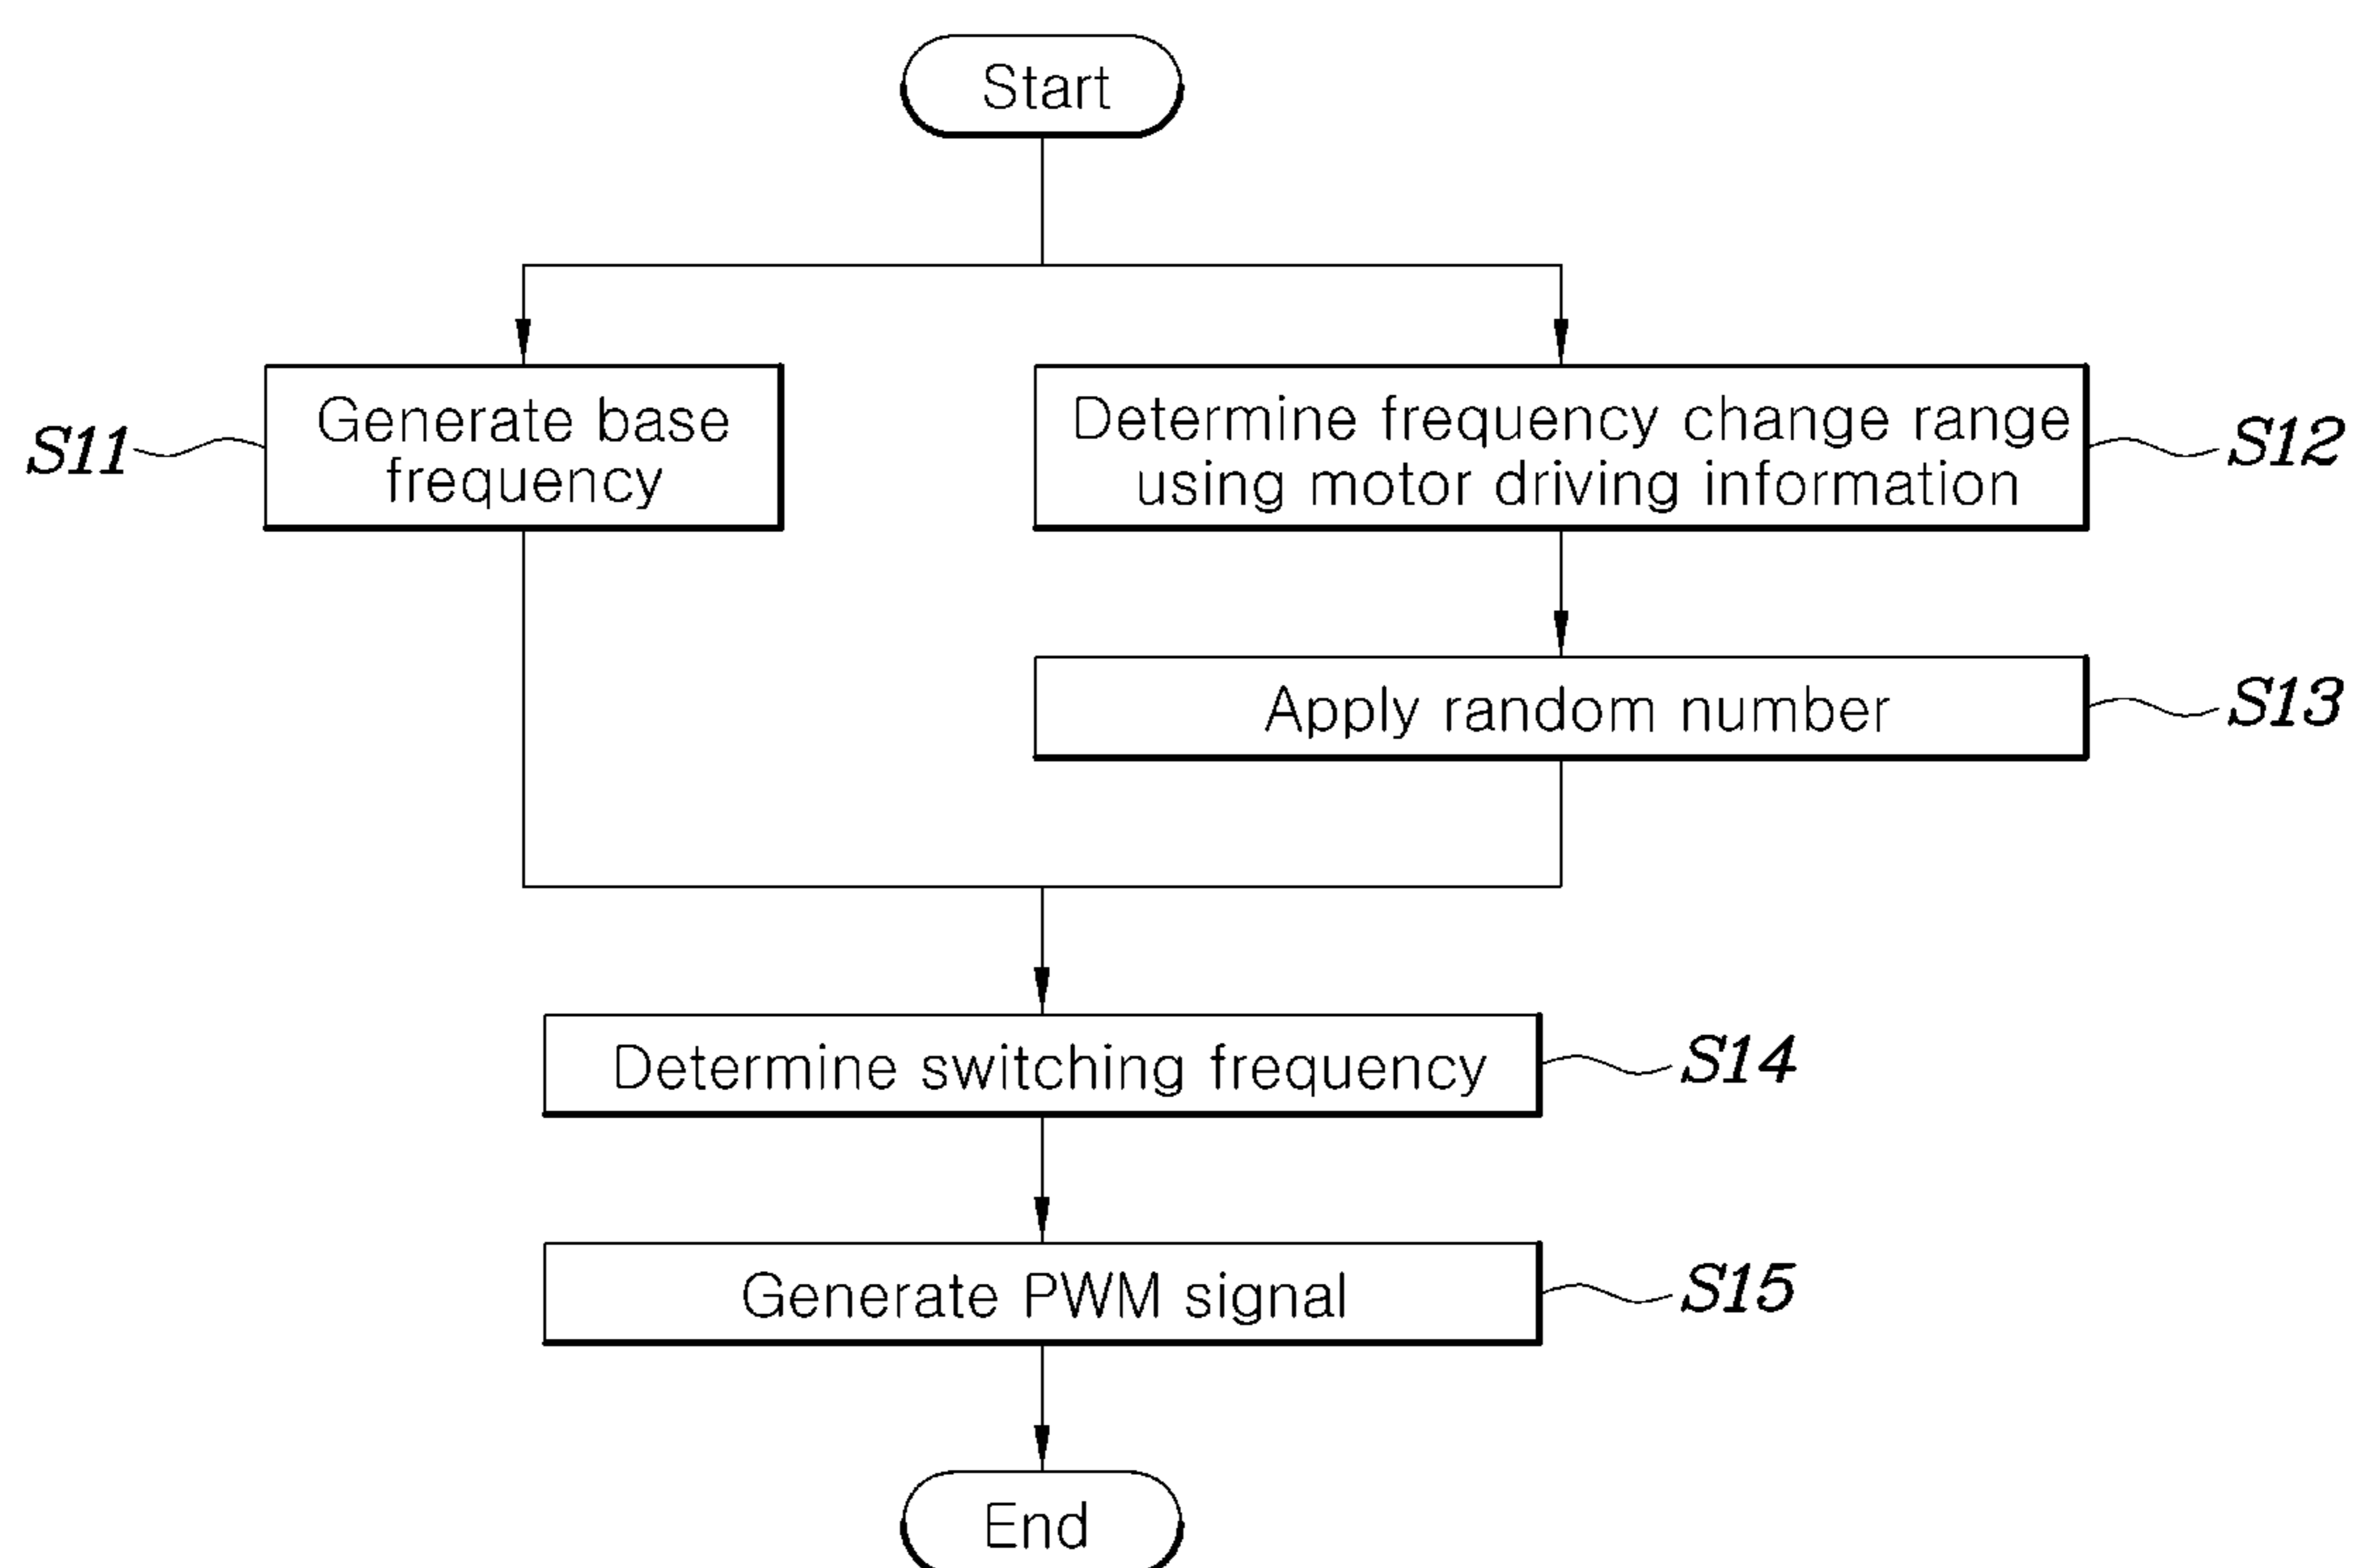 Start
S11
Generate base
frequency
Determine frequency change range
using motor driving information
S12
Apply random number
S13
Determine switching frequency
S14
Generate PWM signal
S15
End